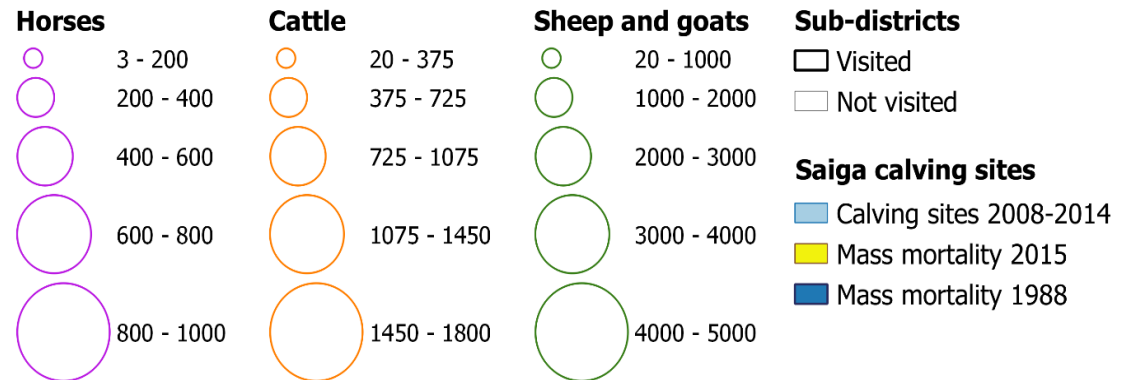 Horses
3 - 200
200 - 400
400 - 600
600 - 800
800 - 1000
Cattle
20 - 375
375 - 725
725 - 1075
1075 - 1450
1450 - 1800
Sheep and goats
20 - 1000
1000 - 2000
2000 - 3000
3000 - 4000
4000 - 5000
Sub-districts
Visited
Not visited
Saiga calving sites
Calving sites 2008-2014
Mass mortality 2015
Mass mortality 1988